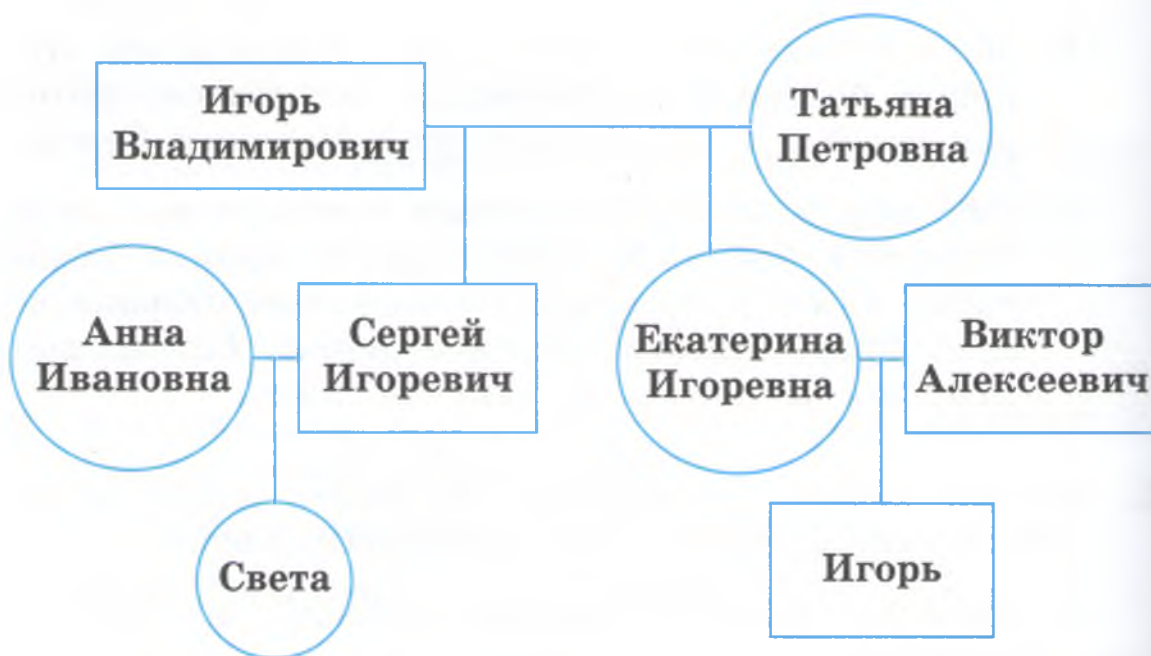 Игорь
Владимирович
Татьяна
Петровна
Анна
Ивановна
Сергей
Игоревич
Екатерина
Игоревна
Виктор
Алексеевич
Света
Игорь